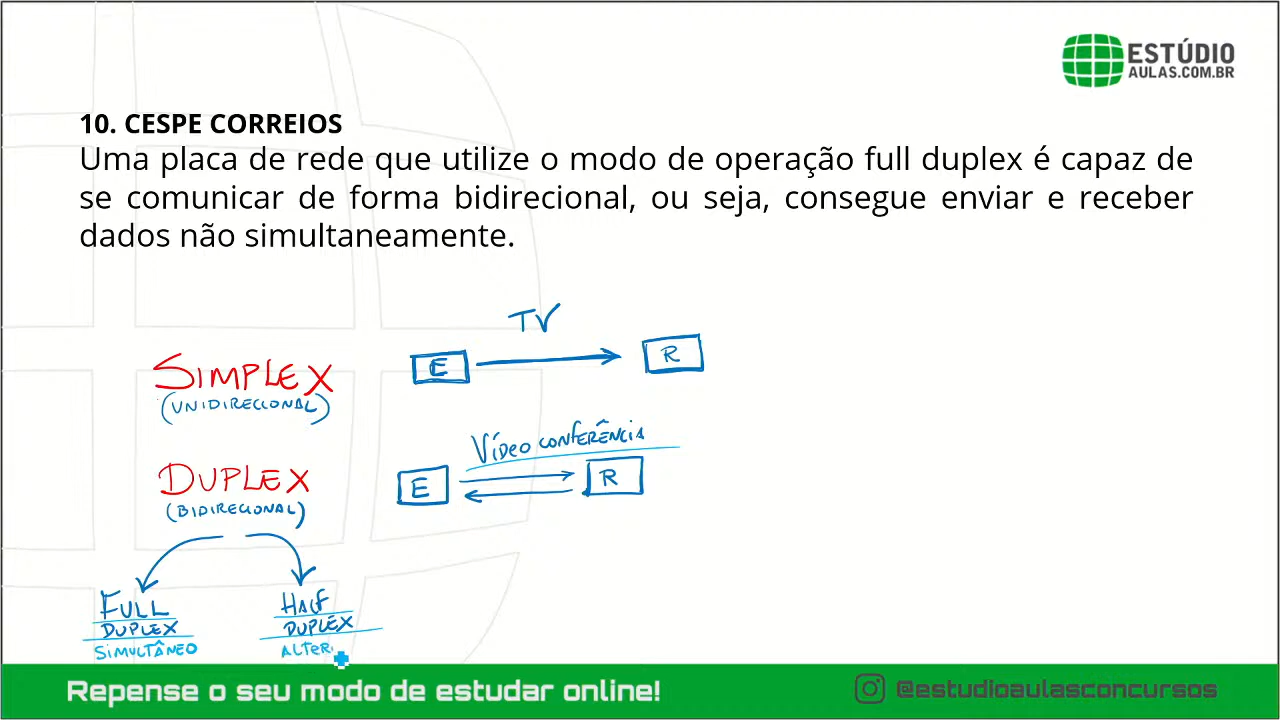 ESTÚDIO
AULAS.COM.BR
10. CESPE CORREIOS
Uma placa de rede que utilize o modo de operação full duplex é capaz de
se comunicar de forma bidirecional, ou seja, consegue enviar e receber
dados não simultaneamente.
TV
SIMPLEX
E
R
(UNIDIRECIONAL)
VÍDEO CONFERÊNCIA
DUPLEX
E
R
(BIDIRECIONAL)
FULL
HALF
DUPLEX
DUPLEX
SIMULTÂNEO
ALTER.
Repense o seu modo de estudar online!
@estudioaulasconcursos